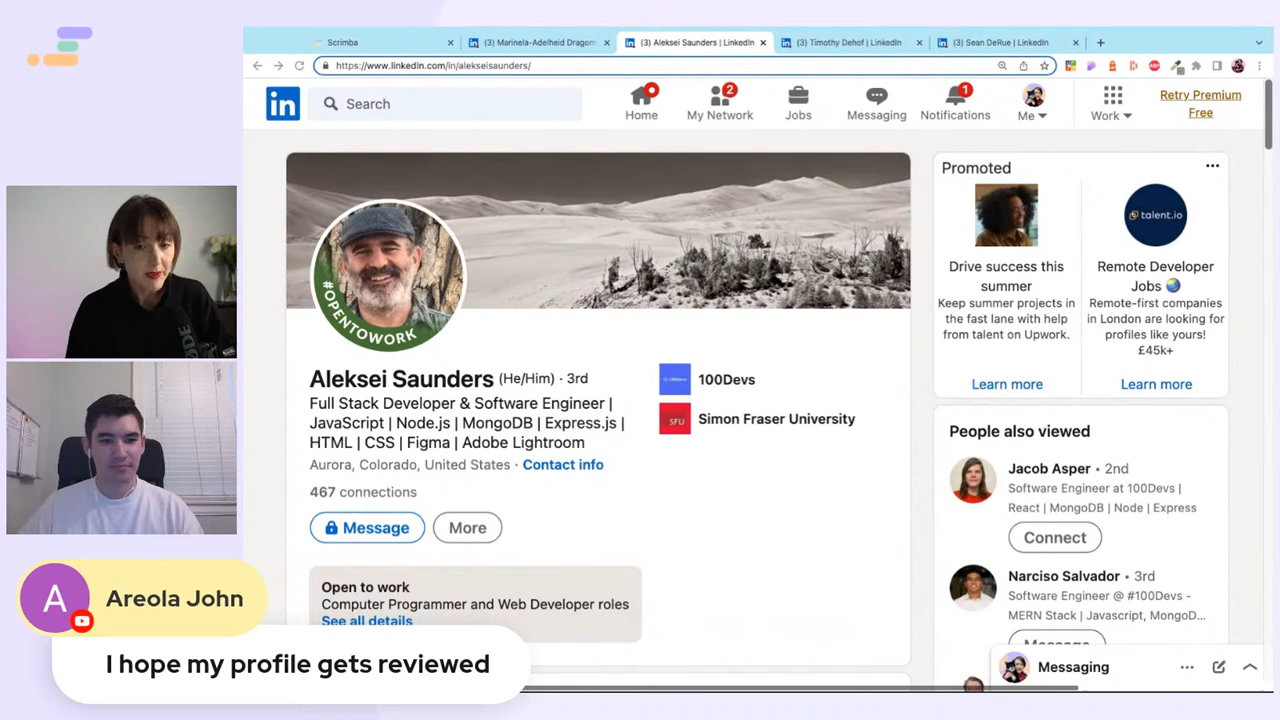 Scrimba
(3) Marinela-Adelheid Dragom
(3) Aleksei Saunders | LinkedIn
(3) Timothy Dehof | LinkedIn
(3) Sean DeRue | LinkedIn
https://www.linkedin.com/in/alekseisaunders/
in
Search
Home
2
My Network
Jobs
Messaging
1
Notifications
Me
Work
Retry Premium
Free
#OPENTOWORK
Aleksei Saunders (He/Him) · 3rd
Full Stack Developer & Software Engineer |
JavaScript | Node.js | MongoDB | Express.js |
HTML | CSS | Figma | Adobe Lightroom
Aurora, Colorado, United States · Contact info
467 connections
Message
More
100Devs
SFU
Simon Fraser University
Open to work
Computer Programmer and Web Developer roles
See all details
Promoted
Drive success this
summer
Keep summer projects in
the fast lane with help
from talent on Upwork.
Learn more
talent.io
Remote Developer
Jobs
Remote-first companies
in London are looking for
profiles like yours!
£45k+
Learn more
People also viewed
Jacob Asper · 2nd
Software Engineer at 100Devs |
React | MongoDB | Node | Express
Connect
Narciso Salvador · 3rd
Software Engineer @ #100Devs -
MERN Stack | Javascript, MongoD...
Message
Messaging
A
Areola John
I hope my profile gets reviewed